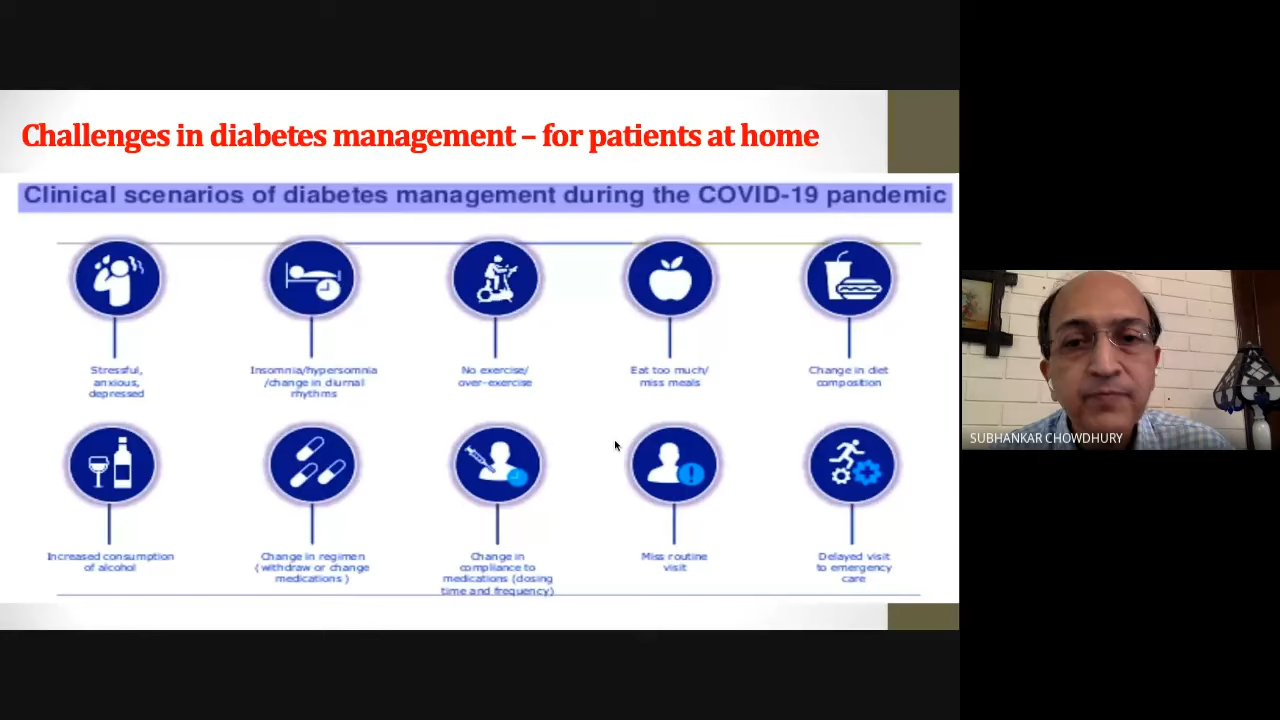 Challenges in diabetes management – for patients at home
Clinical scenarios of diabetes management during the COVID-19 pandemic
Stressful,
anxious,
depressed
Insomnia/hypersomnia
/change in diurnal
rhythms
No exercise/
over-exercise
Eat too much/
miss meals
Change in diet
composition
Increased consumption
of alcohol
Change in regimen
(withdraw or change
medications)
Change in
compliance to
medications (dosing
time and frequency)
Miss routine
visit
Delayed visit
to emergency
care
SUBHANKAR CHOWDHURY